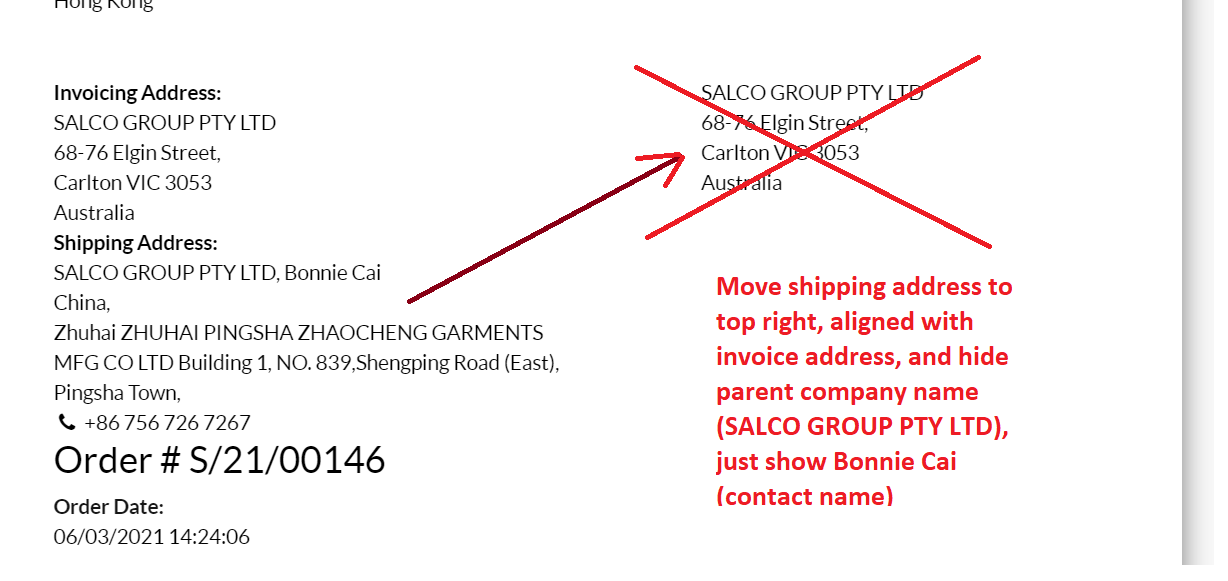 Hong Kong
Invoicing Address:
SALCO GROUP PTY LTD
68-76 Elgin Street,
Carlton VIC 3053
Australia
Shipping Address:
SALCO GROUP PTY LTD, Bonnie Cai
China,
Zhuhai ZHUHAI PINGSHA ZHAOCHENG GARMENTS
MFG CO LTD Building 1, NO. 839,Shengping Road (East),
Pingsha Town,
+86 756 726 7267
Order # S/21/00146
Order Date:
06/03/2021 14:24:06
SALCO GROUP PTY LTD
68-76 Elgin Street,
Carlton VIC 3053
Australia
Move shipping address to
top right, aligned with
invoice address, and hide
parent company name
(SALCO GROUP PTY LTD),
just show Bonnie Cai
(contact name)